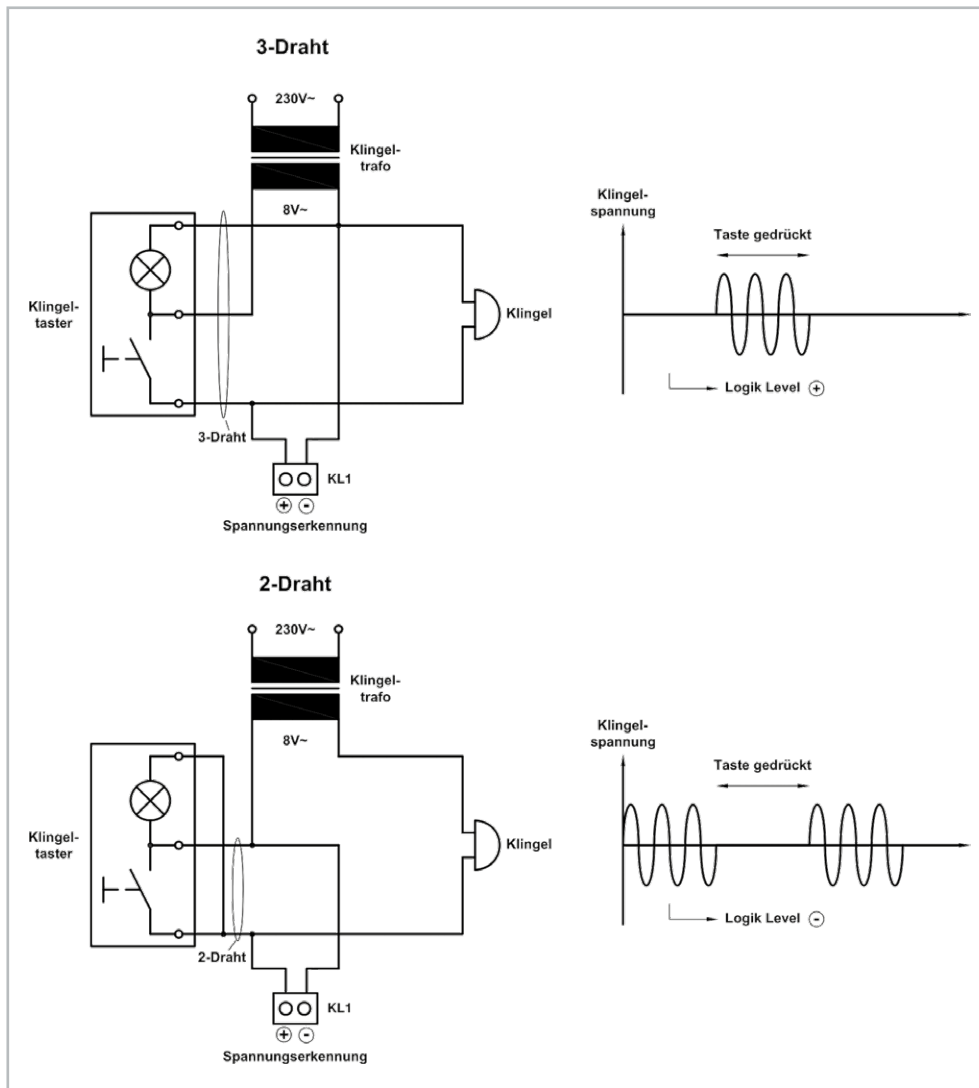 3-Draht
230V~
Klingel-
trafo
8V~
Klingel-
taster
Klingel
3-Draht
KL1
+ -
Spannungserkennung
Klingel-
spannung
Taste gedrückt
Logik Level +
2-Draht
230V~
Klingel-
trafo
8V~
Klingel-
taster
Klingel
2-Draht
KL1
+ -
Spannungserkennung
Klingel-
spannung
Taste gedrückt
Logik Level -